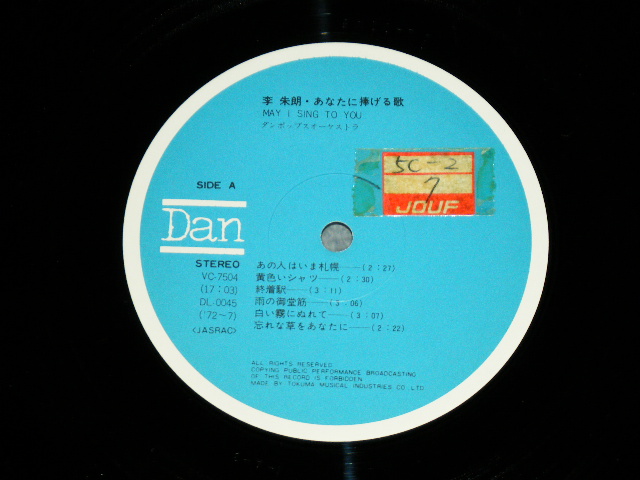 李 朱朗・あなたに捧げる歌
MAY I SING TO YOU
ダンポップスオーケストラ
5C-2
7
JOUF
SIDE A
Dan
STEREO
VC-7504
(17:03)
DL-0045
('72〜7)
<JASRAC>
あの人はいま札幌——(2:27)
黄色いシャツ——(2:30)
終着駅——(3:11)
雨の御堂筋——(3:06)
白い霧にぬれて——(3:07)
忘れな草をあなたに——(2:22)
ALL RIGHTS RESERVED
COPYING PUBLIC PERFORMANCE BROADCASTING
OF THIS RECORD IS FORBIDDEN
MADE BY TOKUMA MUSICAL INDUSTRIES CO., LTD.